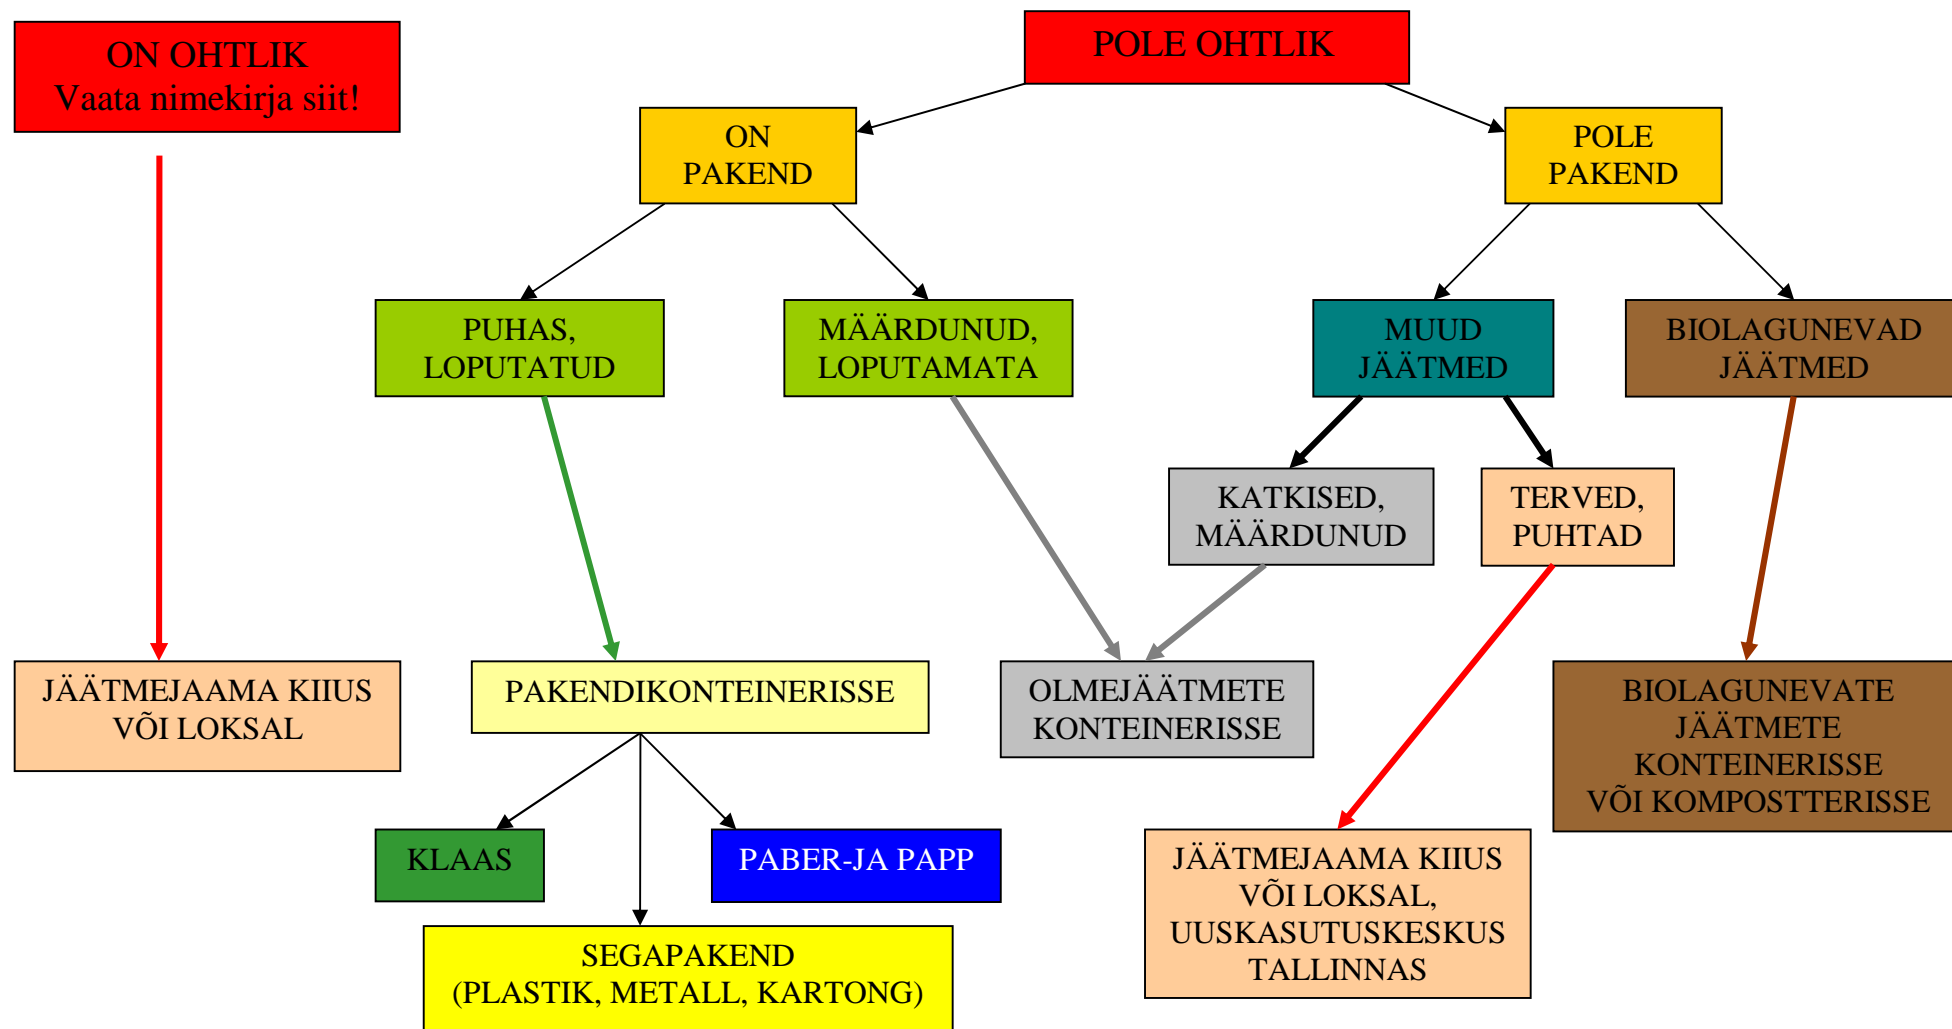 ON OHTLIK
Vaata nimekirja siit!
POLE OHTLIK
ON
PAKEND
POLE
PAKEND
PUHAS,
LOPUTATUD
MÄÄRDUNUD,
LOPUTAMATA
MUUD
JÄÄTMED
BIOLAGUNEVAD
JÄÄTMED
KATKISED,
MÄÄRDUNUD
TERVED,
PUHTAD
JÄÄTMEJAAMA KIIUS
VÕI LOKSAL
PAKENDIKONTEINERISSE
OLMEJÄÄTMETE
KONTEINERISSE
BIOLAGUNEVATE
JÄÄTMETE
KONTEINERISSE
VÕI KOMPOSTTERISSE
KLAAS
PABER-JA PAPP
JÄÄTMEJAAMA KIIUS
VÕI LOKSAL,
UUSKASUTUSKESKUS
TALLINNAS
SEGAPAKEND
(PLASTIK, METALL, KARTONG)